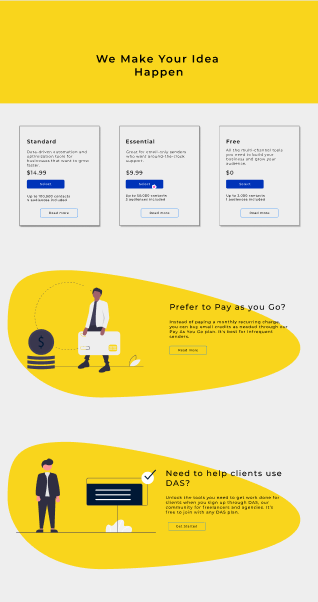 We Make Your Idea
Happen
Standard
Data-driven automation and
optimization tools for
businesses that want to grow
faster.
$14.99
Select
Up to 100,000 contacts
5 audiences included
Read more
Essential
Great for email-only senders
who want around-the-clock
support.
$9.99
Select
Up to 50,000 contacts
3 audiences included
Read more
Free
All the multi-channel tools
you need to build your
business and grow your
audience.
$0
Select
Up to 2,000 contacts
1 audiences included
Read more
Prefer to Pay as you Go?
Instead of paying a monthly recurring charge,
you can buy email credits as needed through our
Pay As You Go plan. It's best for infrequent
senders.
Read more
Need to help clients use
DAS?
Unlock the tools you need to get work done for
clients when you sign up through DAS, our
community for freelancers and agencies. It's
free to join with any DAS plan.
Get Started